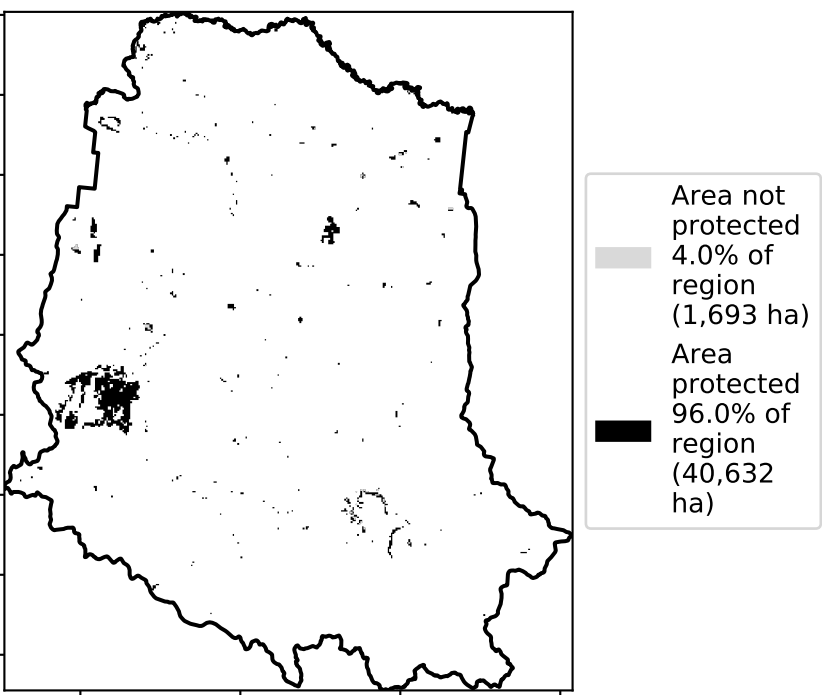 Area not
protected
4.0% of
region
(1,693 ha)
Area
protected
96.0% of
region
(40,632
ha)